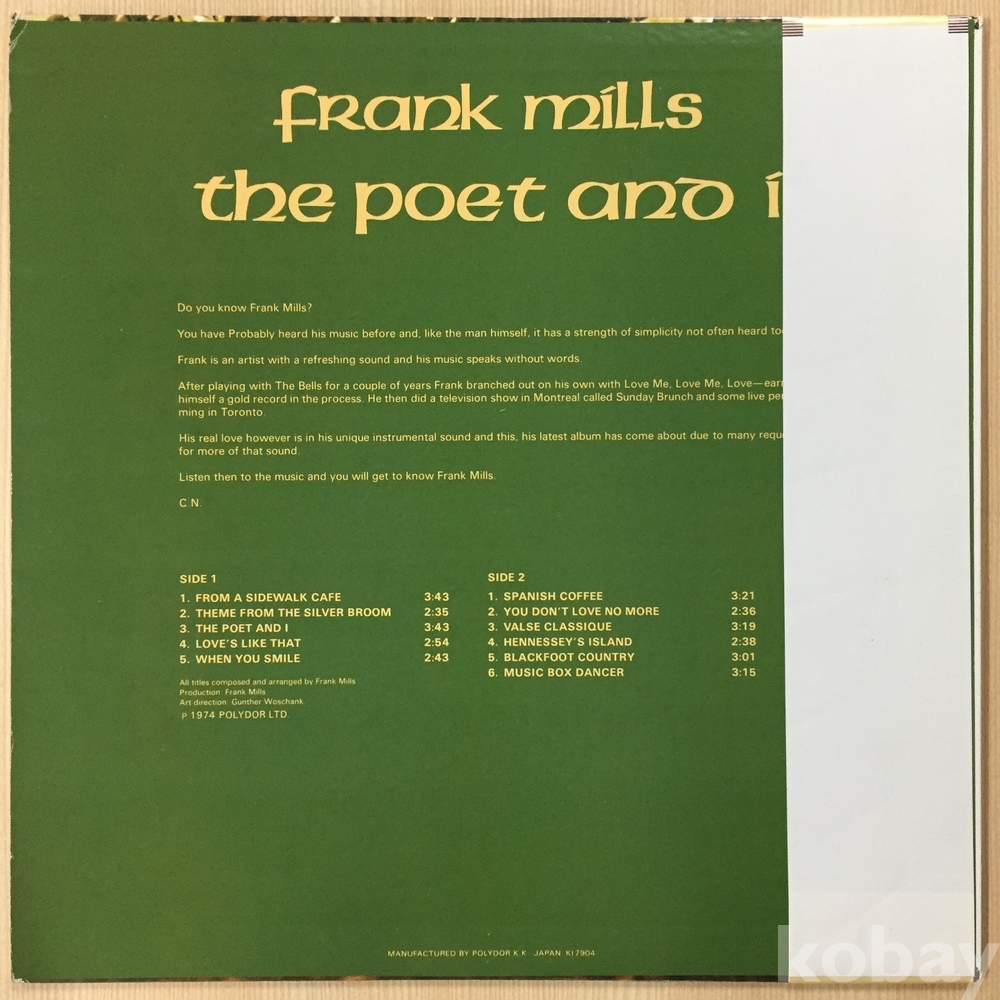 frank mills
the poet and i
Do you know Frank Mills?
You have Probably heard his music before and, like the man himself, it has a strength of simplicity not often heard
Frank is an artist with a refreshing sound and his music speaks without words.
After playing with The Bells for a couple of years Frank branched out on his own with Love Me, Love Me, Love—
himself a gold record in the process. He then did a television show in Montreal called Sunday Brunch and some live
ming in Toronto.
His real love however is in his unique instrumental sound and this, his latest album has come about due to many
for more of that sound.
Listen then to the music and you will get to know Frank Mills.
C.N.
SIDE 1
1. FROM A SIDEWALK CAFE 3:43
2. THEME FROM THE SILVER BROOM 2:35
3. THE POET AND I 3:43
4. LOVE'S LIKE THAT 2:54
5. WHEN YOU SMILE 2:43
All titles composed and arranged by Frank Mills
Production: Frank Mills
Art direction: Gunther Woschank
℗ 1974 POLYDOR LTD.
SIDE 2
1. SPANISH COFFEE 3:21
2. YOU DON'T LOVE NO MORE 2:36
3. VALSE CLASSIQUE 3:19
4. HENNESSEY'S ISLAND 2:38
5. BLACKFOOT COUNTRY 3:01
6. MUSIC BOX DANCER 3:15
MANUFACTURED BY POLYDOR K.K. JAPAN KI 7904
kobay